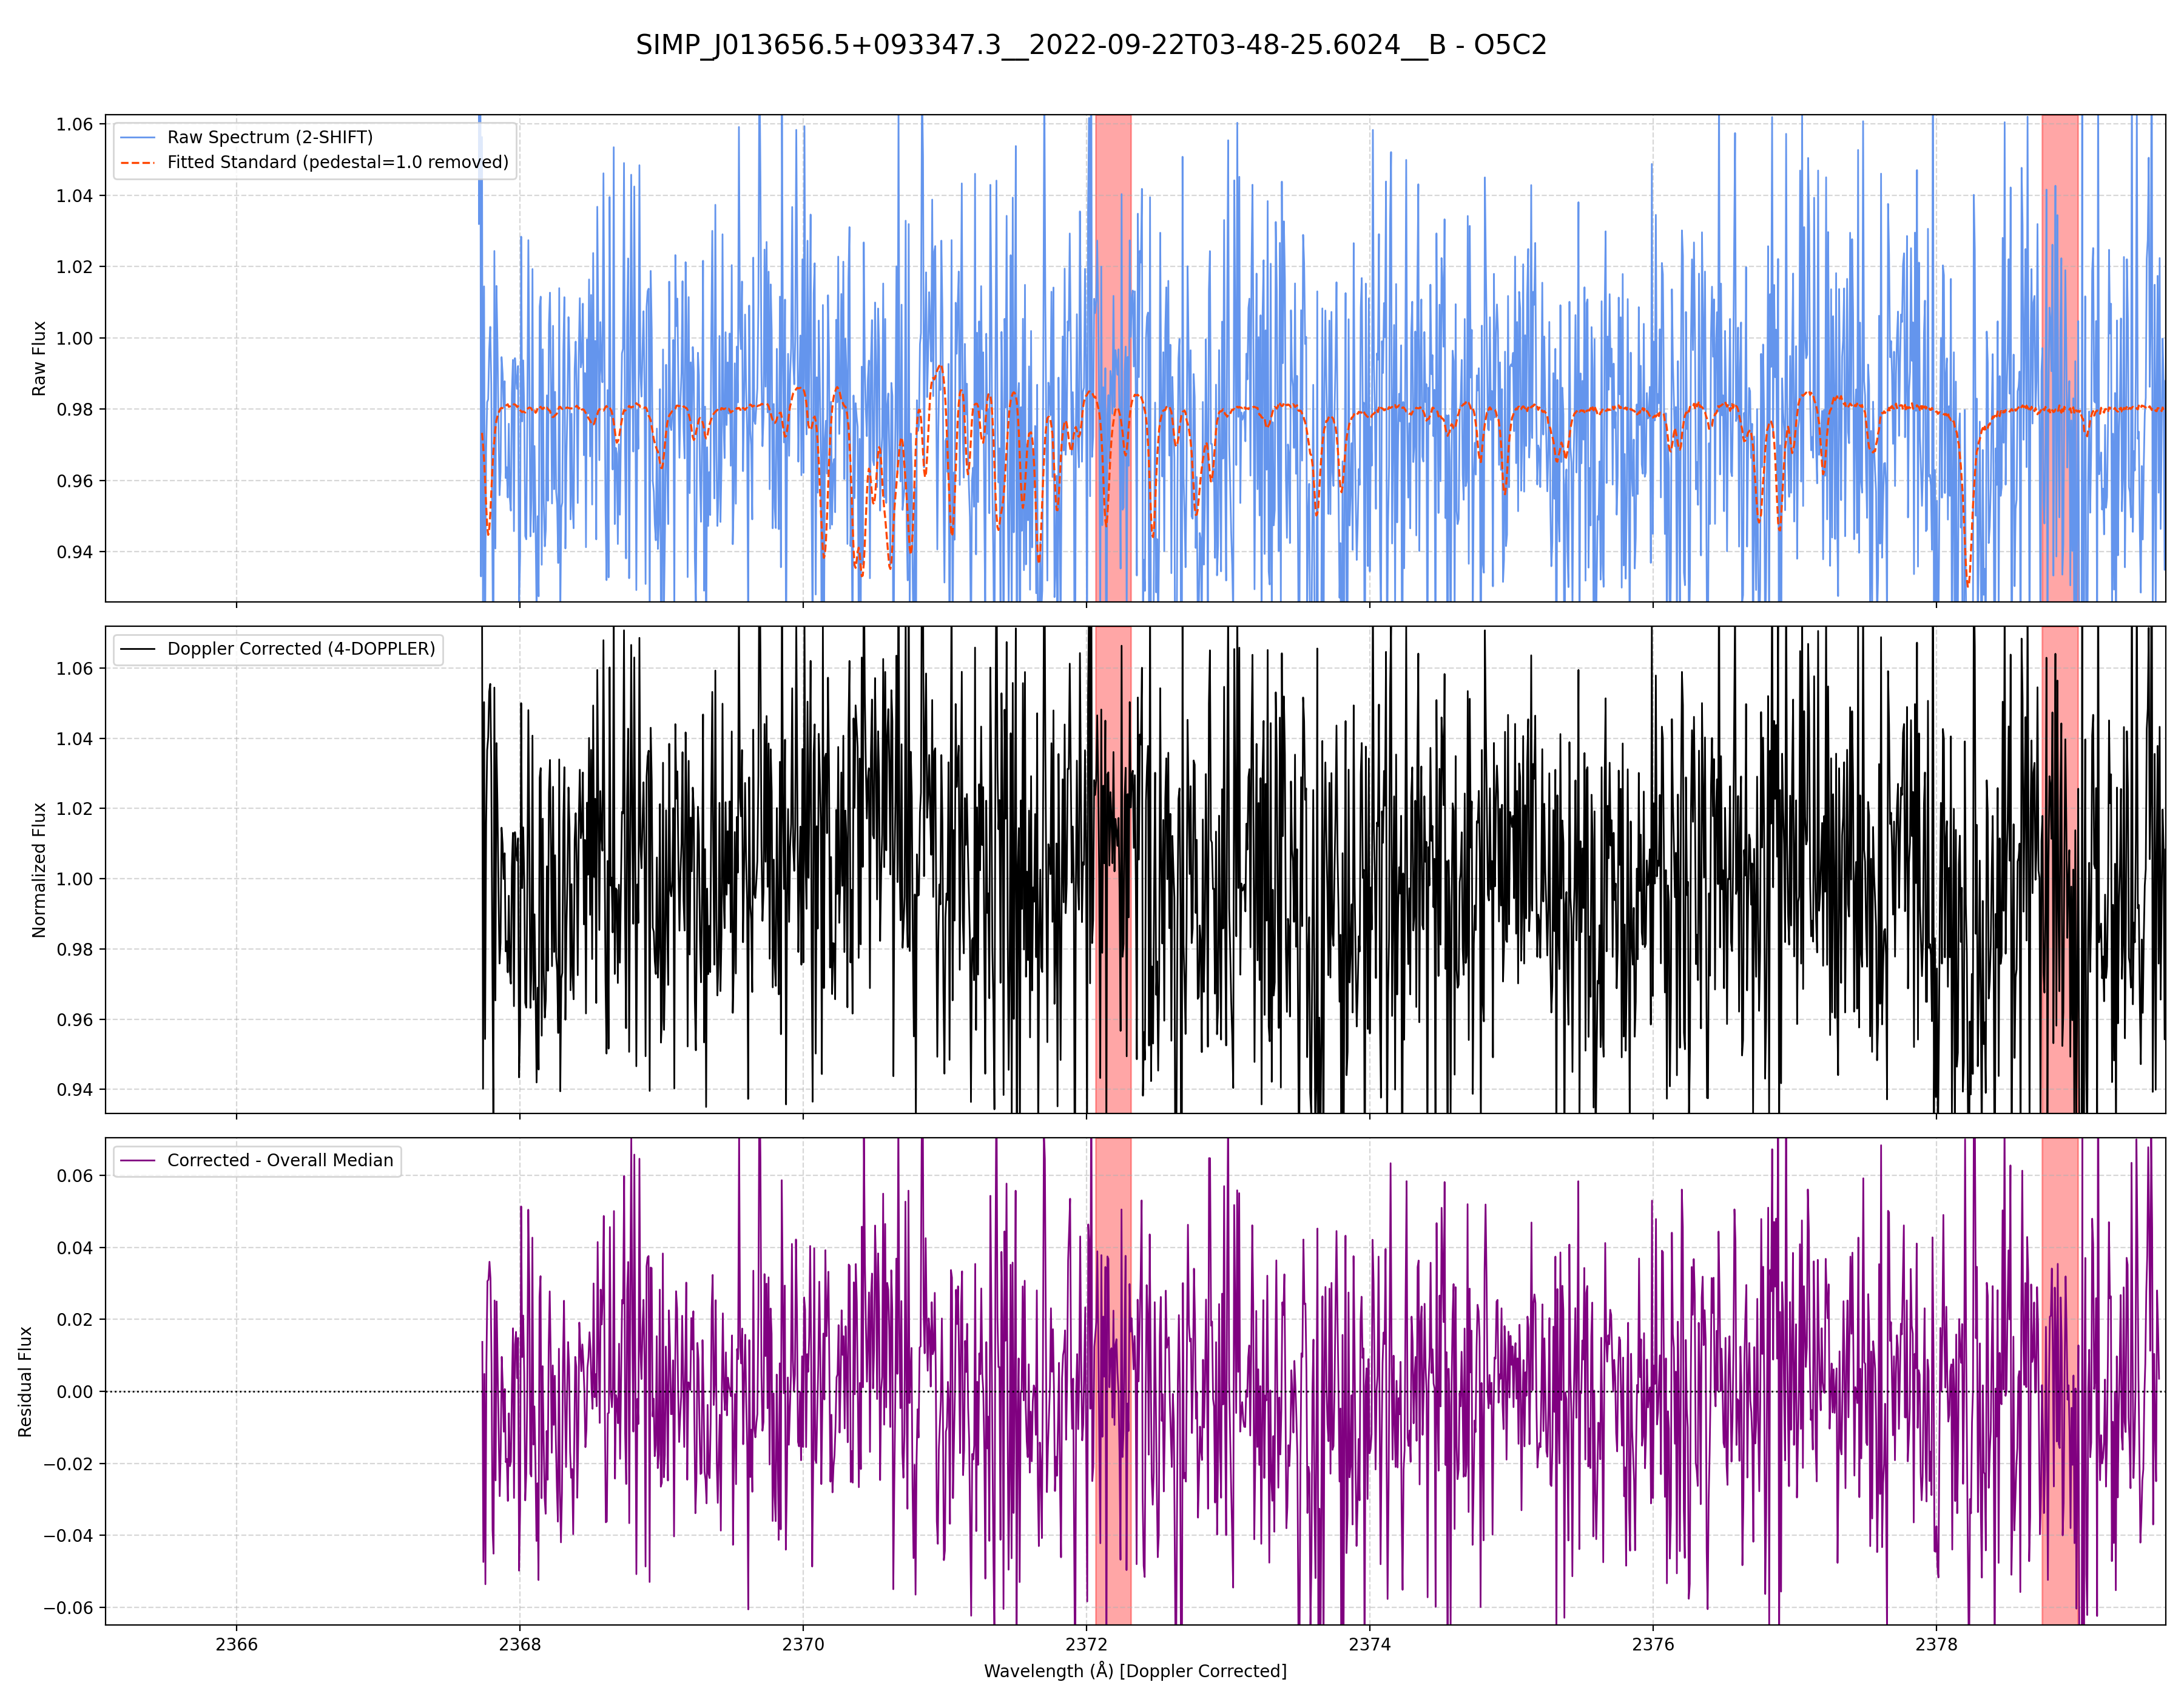 SIMP_J013656.5+093347.3__2022-09-22T03-48-25.6024__B - O5C2
Raw Spectrum (2-SHIFT)
Fitted Standard (pedestal=1.0 removed)
Raw Flux
1.06
1.04
1.02
1.00
0.98
0.96
0.94
Doppler Corrected (4-DOPPLER)
Normalized Flux
1.06
1.04
1.02
1.00
0.98
0.96
0.94
Corrected - Overall Median
Residual Flux
0.06
0.04
0.02
0.00
−0.02
−0.04
−0.06
2366 2368 2370 2372 2374 2376 2378
Wavelength (Å) [Doppler Corrected]